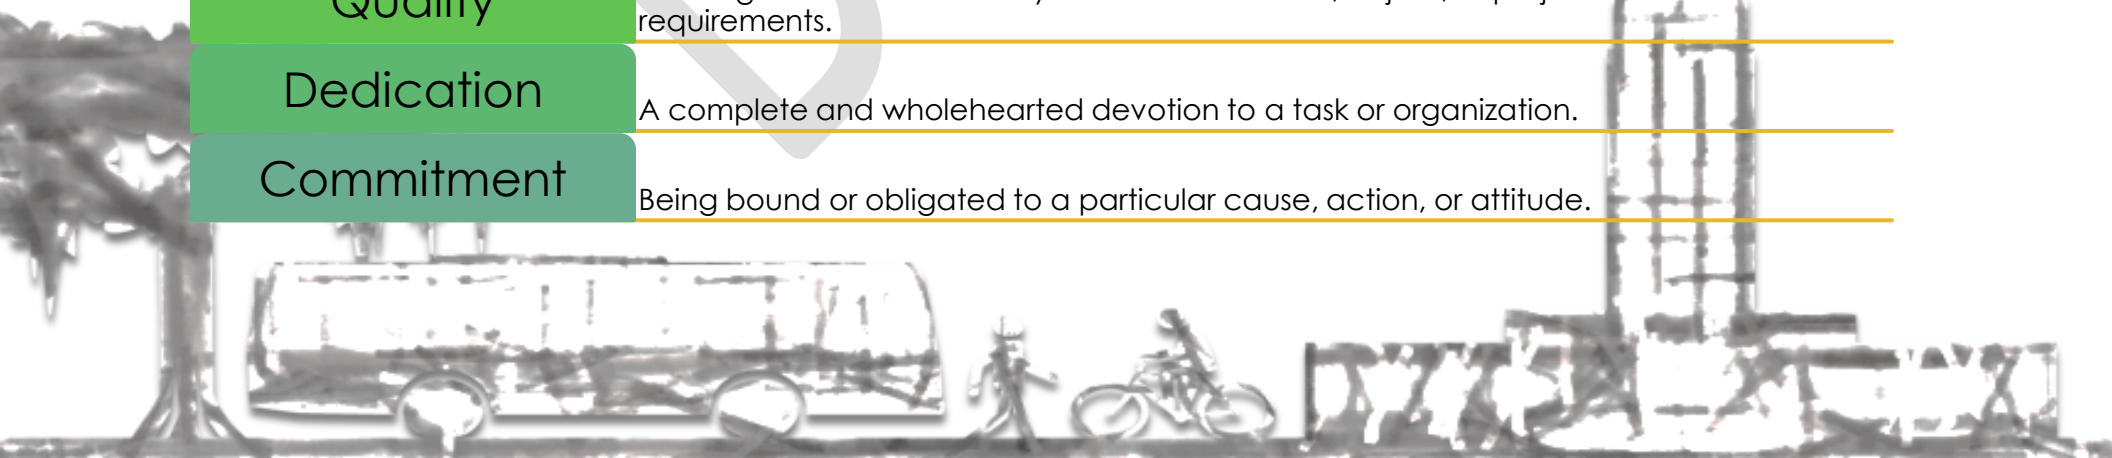 Quality
requirements.
Dedication
A complete and wholehearted devotion to a task or organization.
Commitment
Being bound or obligated to a particular cause, action, or attitude.